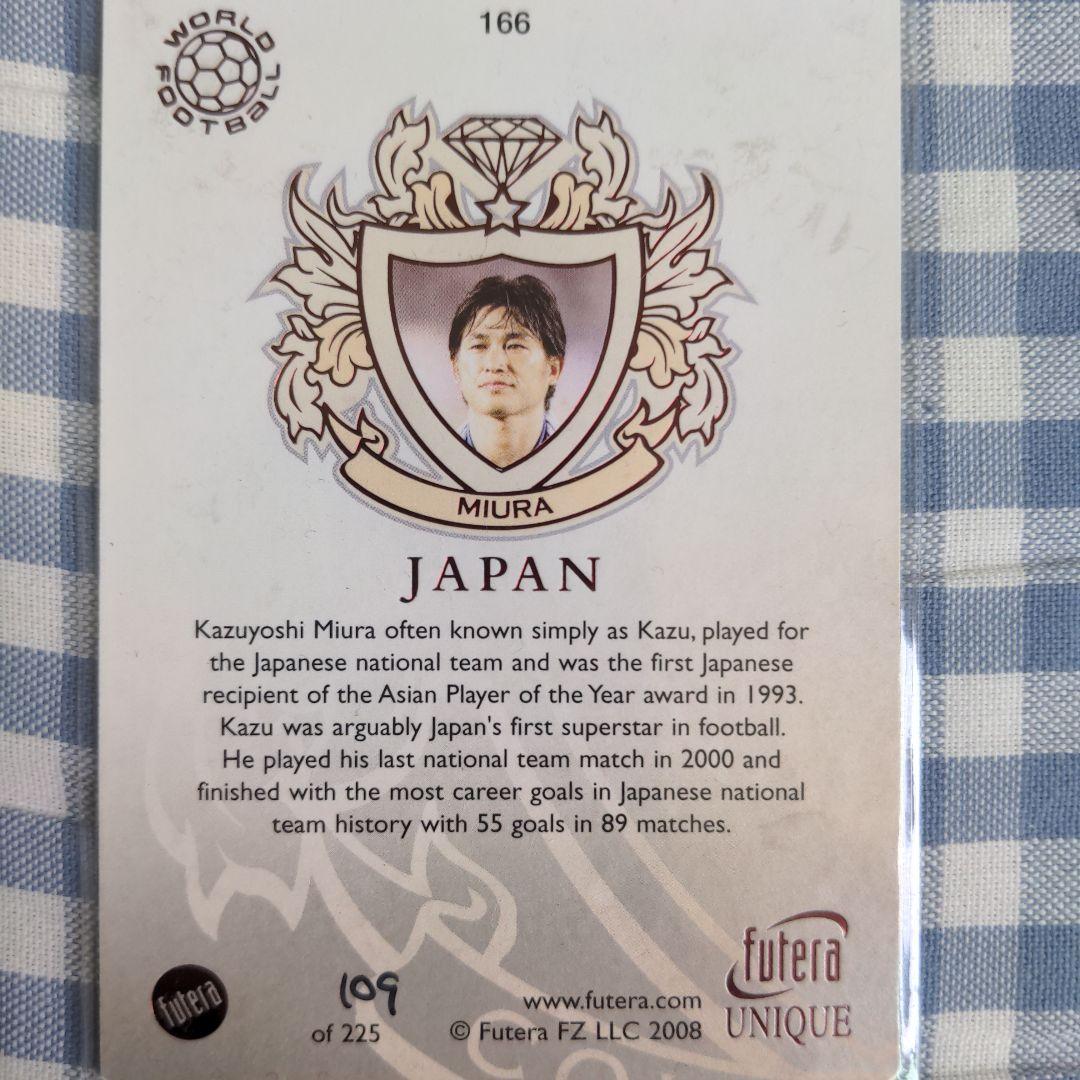 WORLD
FOOTBALL
166
MIURA
JAPAN
Kazuyoshi Miura often known simply as Kazu, played for
the Japanese national team and was the first Japanese
recipient of the Asian Player of the Year award in 1993.
Kazu was arguably Japan's first superstar in football.
He played his last national team match in 2000 and
finished with the most career goals in Japanese national
team history with 55 goals in 89 matches.
futera
109
of 225
www.futera.com
© Futera FZ LLC 2008
futera
UNIQUE